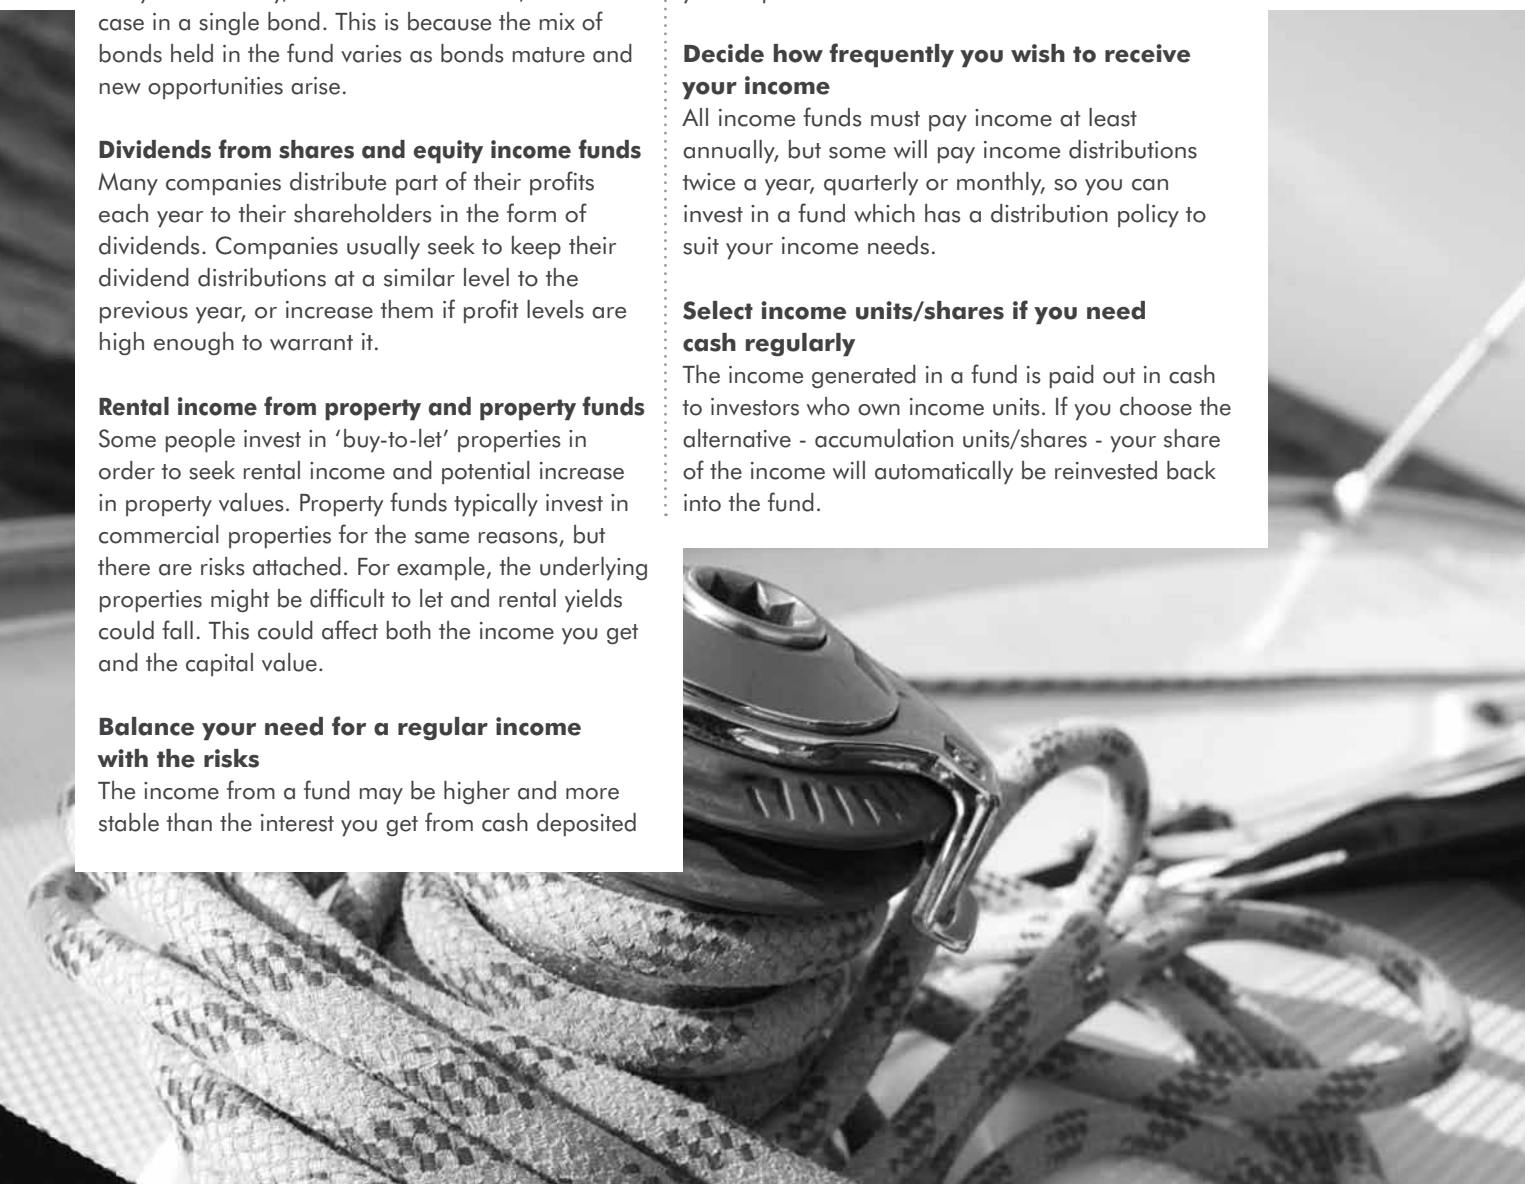 case in a single bond. This is because the mix of
bonds held in the fund varies as bonds mature and
new opportunities arise.
Dividends from shares and equity income funds
Many companies distribute part of their profits
each year to their shareholders in the form of
dividends. Companies usually seek to keep their
dividend distributions at a similar level to the
previous year, or increase them if profit levels are
high enough to warrant it.
Rental income from property and property funds
Some people invest in ‘buy-to-let’ properties in
order to seek rental income and potential increase
in property values. Property funds typically invest in
commercial properties for the same reasons, but
there are risks attached. For example, the underlying
properties might be difficult to let and rental yields
could fall. This could affect both the income you get
and the capital value.
Balance your need for a regular income
with the risks
The income from a fund may be higher and more
stable than the interest you get from cash deposited
Decide how frequently you wish to receive
your income
All income funds must pay income at least
annually, but some will pay income distributions
twice a year, quarterly or monthly, so you can
invest in a fund which has a distribution policy to
suit your income needs.
Select income units/shares if you need
cash regularly
The income generated in a fund is paid out in cash
to investors who own income units. If you choose the
alternative - accumulation units/shares - your share
of the income will automatically be reinvested back
into the fund.